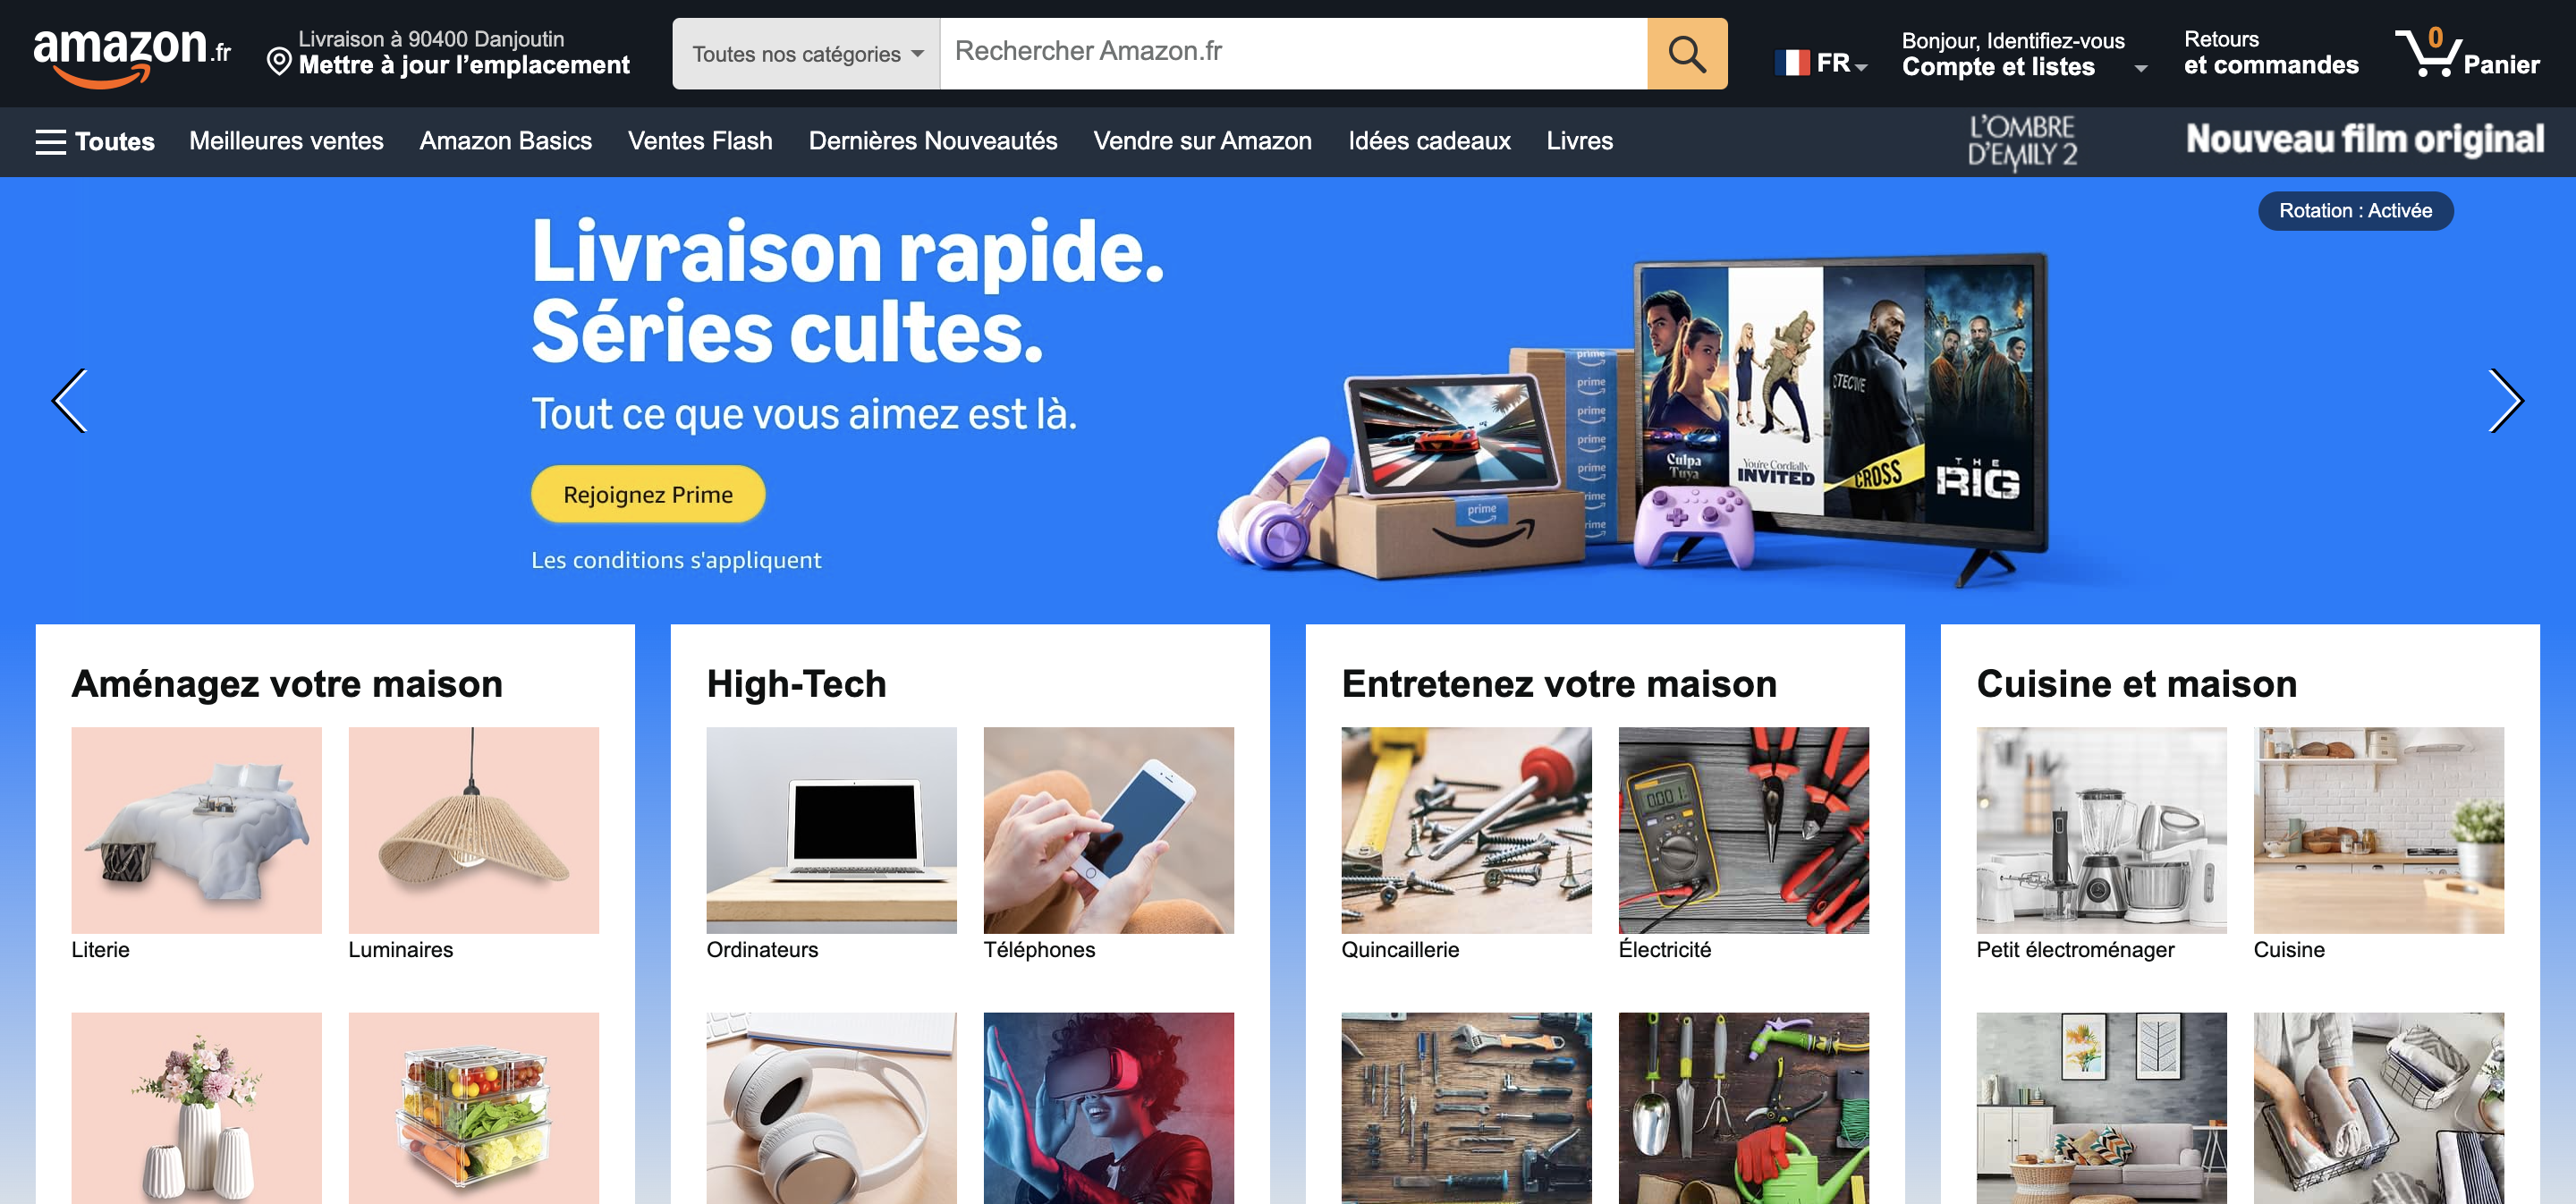 amazon.fr
Livraison à 90400 Danjoutin
Mettre à jour l’emplacement
Toutes nos catégories
Rechercher Amazon.fr
FR
Bonjour, Identifiez-vous
Compte et listes
Retours
et commandes
0
Panier
Toutes
Meilleures ventes
Amazon Basics
Ventes Flash
Dernières Nouveautés
Vendre sur Amazon
Idées cadeaux
Livres
L'OMBRE
D'EMILY 2
Nouveau film original
Rotation : Activée
Livraison rapide.
Séries cultes.
Tout ce que vous aimez est là.
Rejoignez Prime
Les conditions s'appliquent
prime
prime
prime
prime
prime
prime
prime
prime
Culpa
Tuya
You're Cordially
INVITED
CROSS
THE
RIG
Aménagez votre maison
High-Tech
Entretenez votre maison
Cuisine et maison
Literie
Luminaires
Ordinateurs
Téléphones
0.001
Quincaillerie
Électricité
Petit électroménager
Cuisine